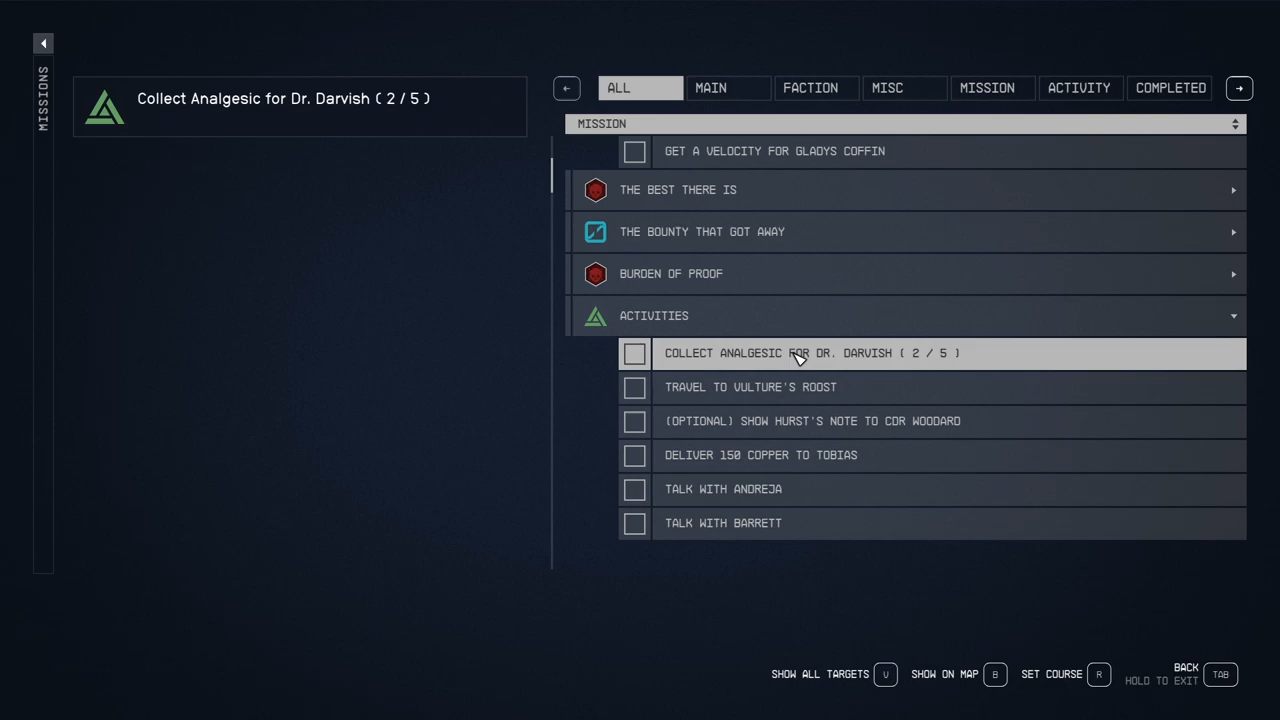 MISSIONS
Collect Analgesic for Dr. Darvish ( 2 / 5 )
ALL
MAIN
FACTION
MISC
MISSION
ACTIVITY
COMPLETED
MISSION
GET A VELOCITY FOR GLADYS COFFIN
THE BEST THERE IS
THE BOUNTY THAT GOT AWAY
BURDEN OF PROOF
ACTIVITIES
COLLECT ANALGESIC FOR DR. DARVISH ( 2 / 5 )
TRAVEL TO VULTURE'S ROOST
(OPTIONAL) SHOW HURST'S NOTE TO CDR WOODARD
DELIVER 150 COPPER TO TOBIAS
TALK WITH ANDREJA
TALK WITH BARRETT
SHOW ALL TARGETS V
SHOW ON MAP B
SET COURSE R
BACK
HOLD TO EXIT
TAB